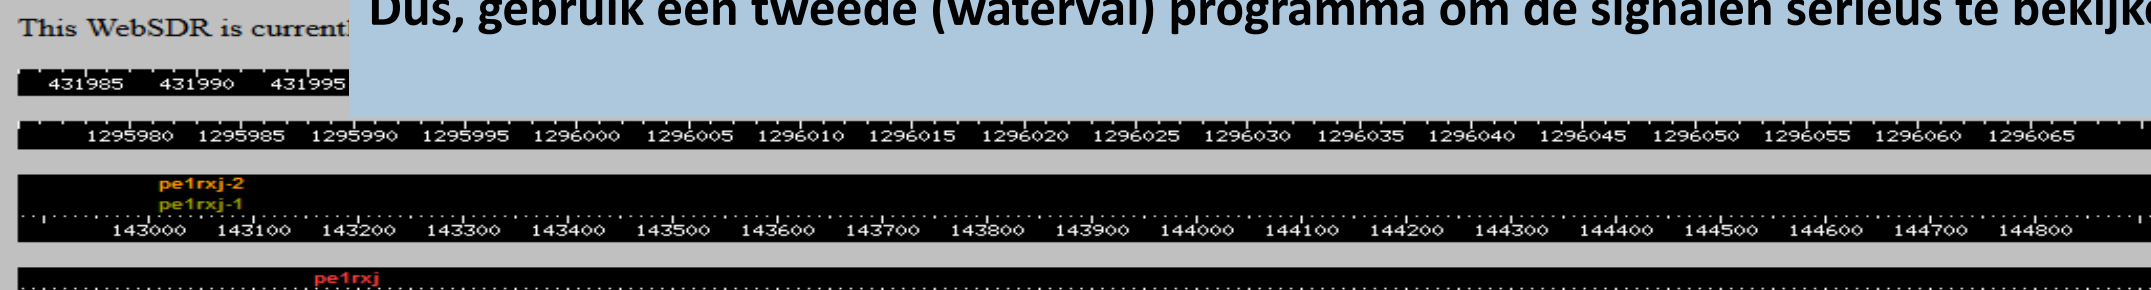 Dus, gebruik een tweede (waterval) programma om de signalen serieus te
This WebSDR is
431985 431990 431995
1295980 1295985 1295990 1295995 1296000 1296005 1296010 1296015 1296020 1296025 1296030 1296035 1296040 1296045 1296050 1296055 1296060 1296065
pe1rxj-2
pe1rxj-1
143000 143100 143200 143300 143400 143500 143600 143700 143800 143900 144000 144100 144200 144300 144400 144500 144600 144700 144800
pe1rxj